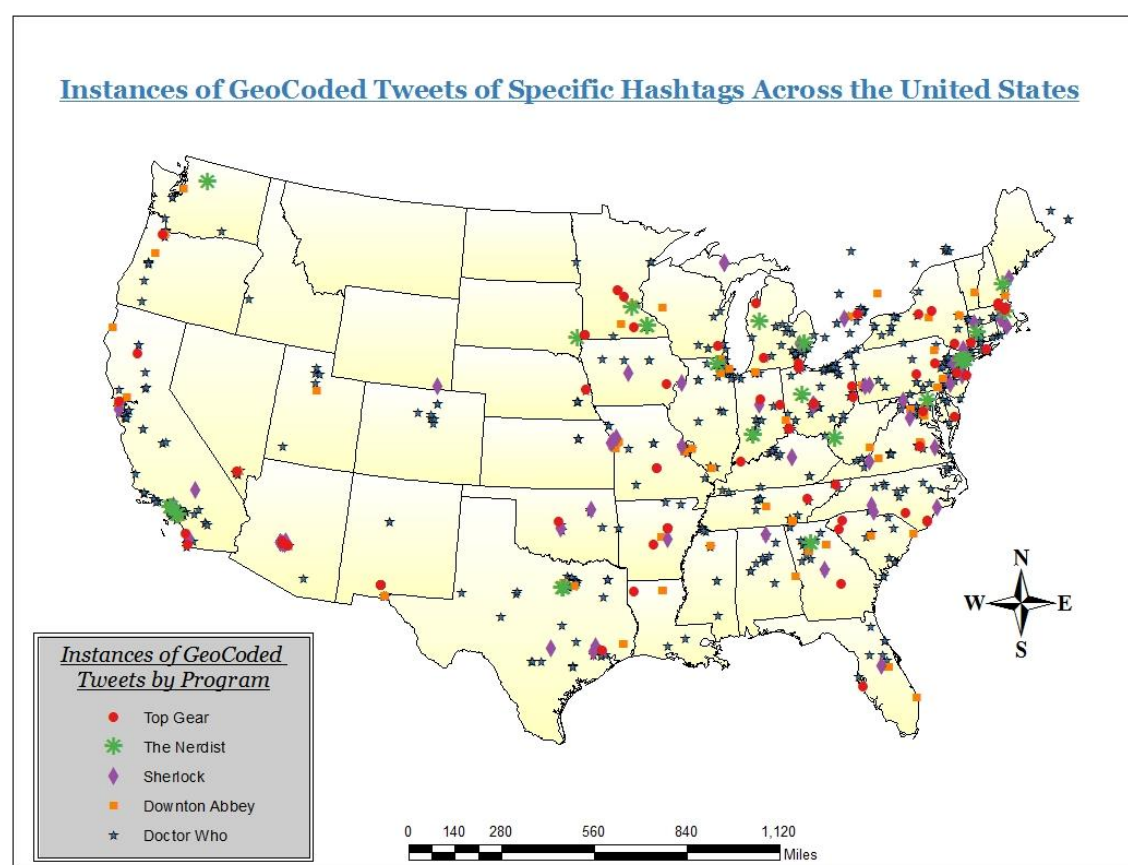 Instances of GeoCoded Tweets of Specific Hashtags Across the United States
N
W E
S
Instances of GeoCoded
Tweets by Program
Top Gear
The Nerdist
Sherlock
Downton Abbey
Doctor Who
0 140 280 560 840 1,120
Miles